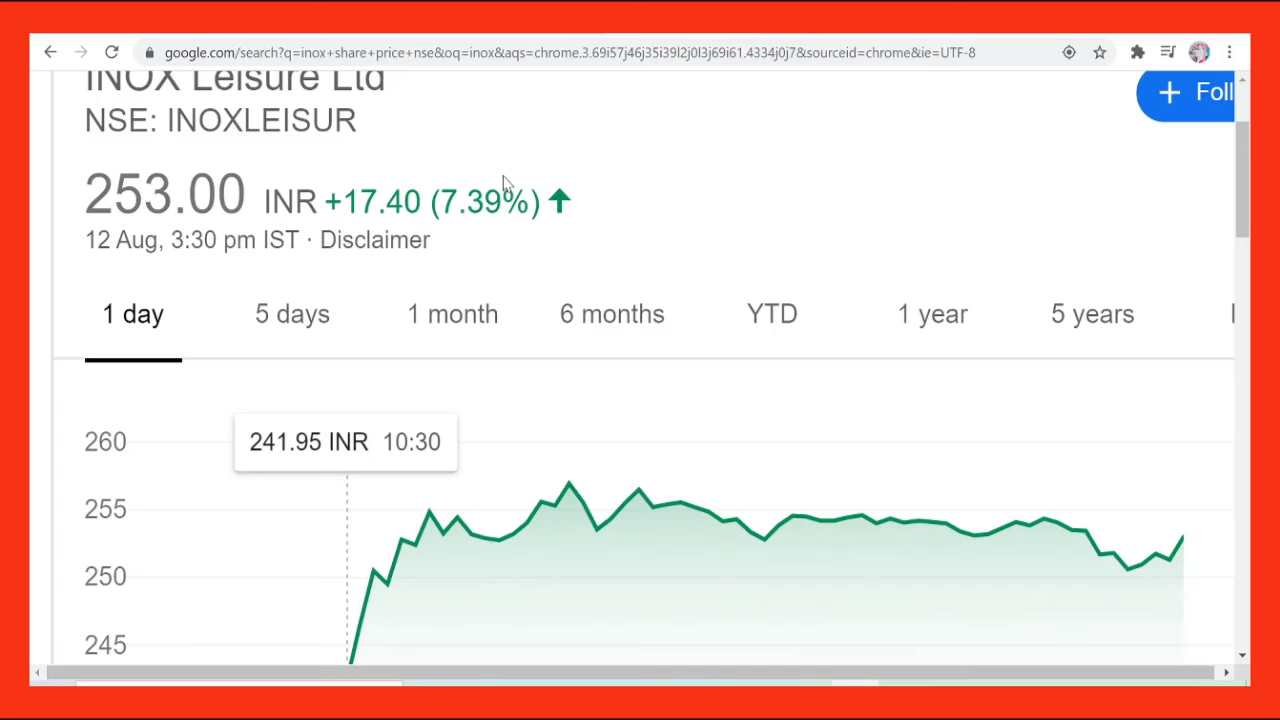 google.com/search?q=inox+share+price+nse&oq=inox&aqs=chrome.3.69i57j46j35i39l2j0l3j69i61.4334j0j7&sourceid=chrome&ie=UTF-8
INOX Leisure Ltd
+ Foll
NSE: INOXLEISUR
253.00 INR +17.40 (7.39%)
12 Aug, 3:30 pm IST · Disclaimer
1 day 5 days 1 month 6 months YTD 1 year 5 years
241.95 INR 10:30
260
255
250
245